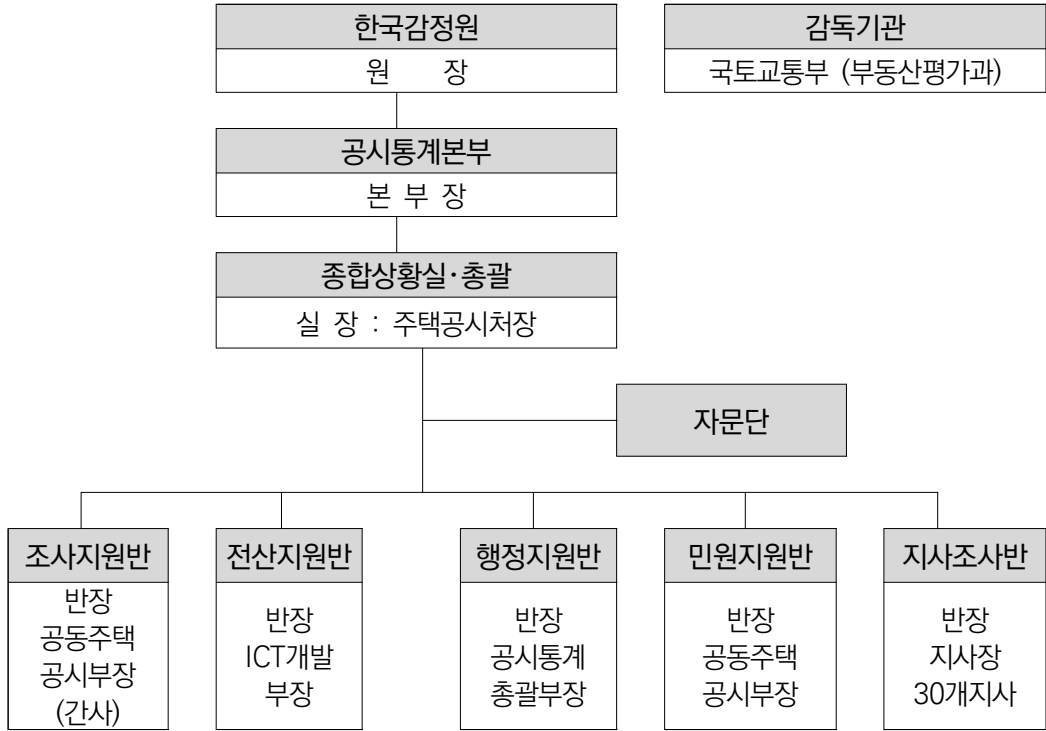 한국감정원
원 장
감독기관
국토교통부 (부동산평가과)
공시통계본부
본 부 장
종합상황실·총괄
실 장 : 주택공시처장
자문단
조사지원반
반장
공동주택
공시부장
(간사)
전산지원반
반장
ICT개발
부장
행정지원반
반장
공시통계
총괄부장
민원지원반
반장
공동주택
공시부장
지사조사반
반장
지사장
30개지사